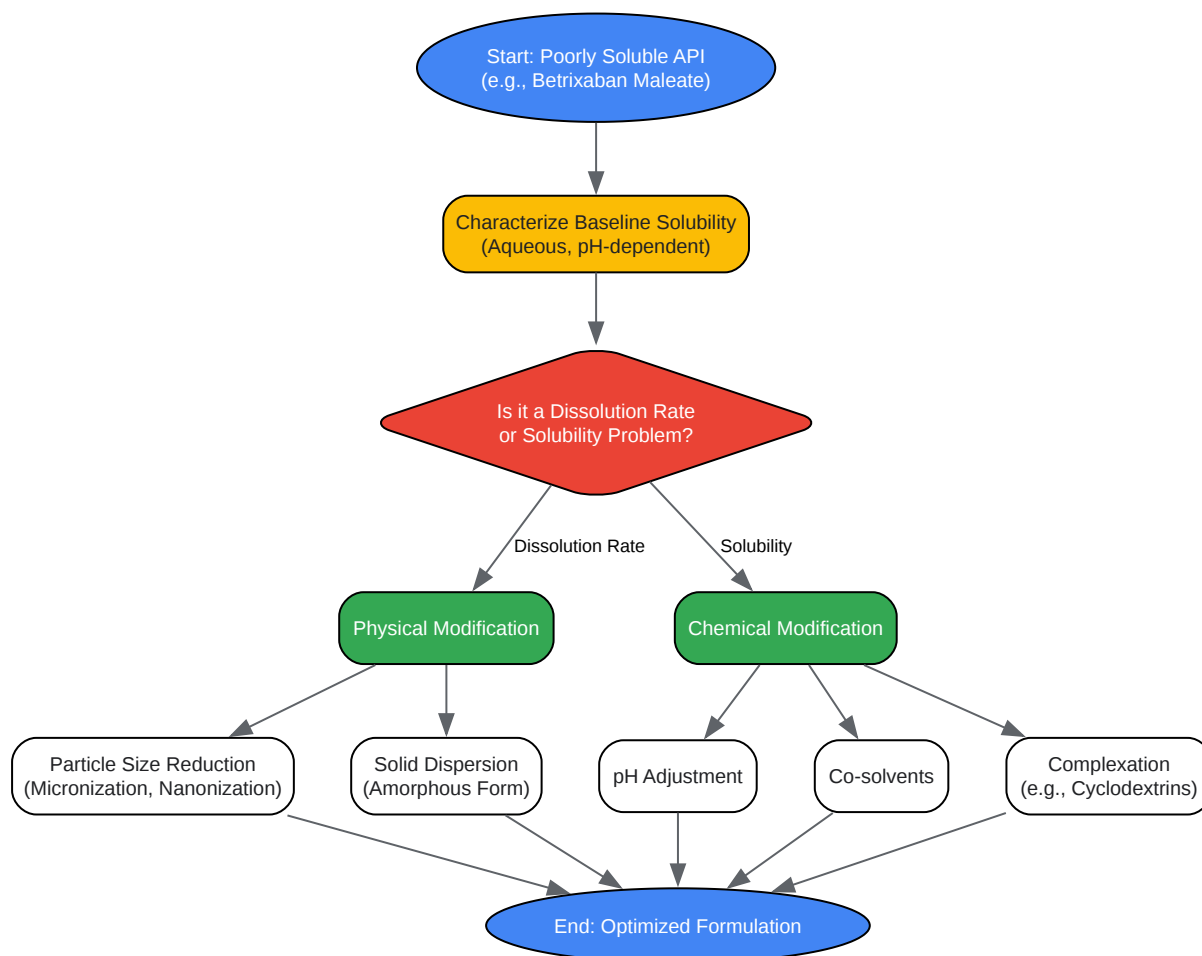 Start: Poorly Soluble API
(e.g., Betrixaban Maleate)
Characterize Baseline Solubility
(Aqueous, pH-dependent)
Is it a Dissolution Rate
or Solubility Problem?
Dissolution Rate
Solubility
Physical Modification
Chemical Modification
Particle Size Reduction
(Micronization, Nanonization)
Solid Dispersion
(Amorphous Form)
pH Adjustment
Co-solvents
Complexation
(e.g., Cyclodextrins)
End: Optimized Formulation